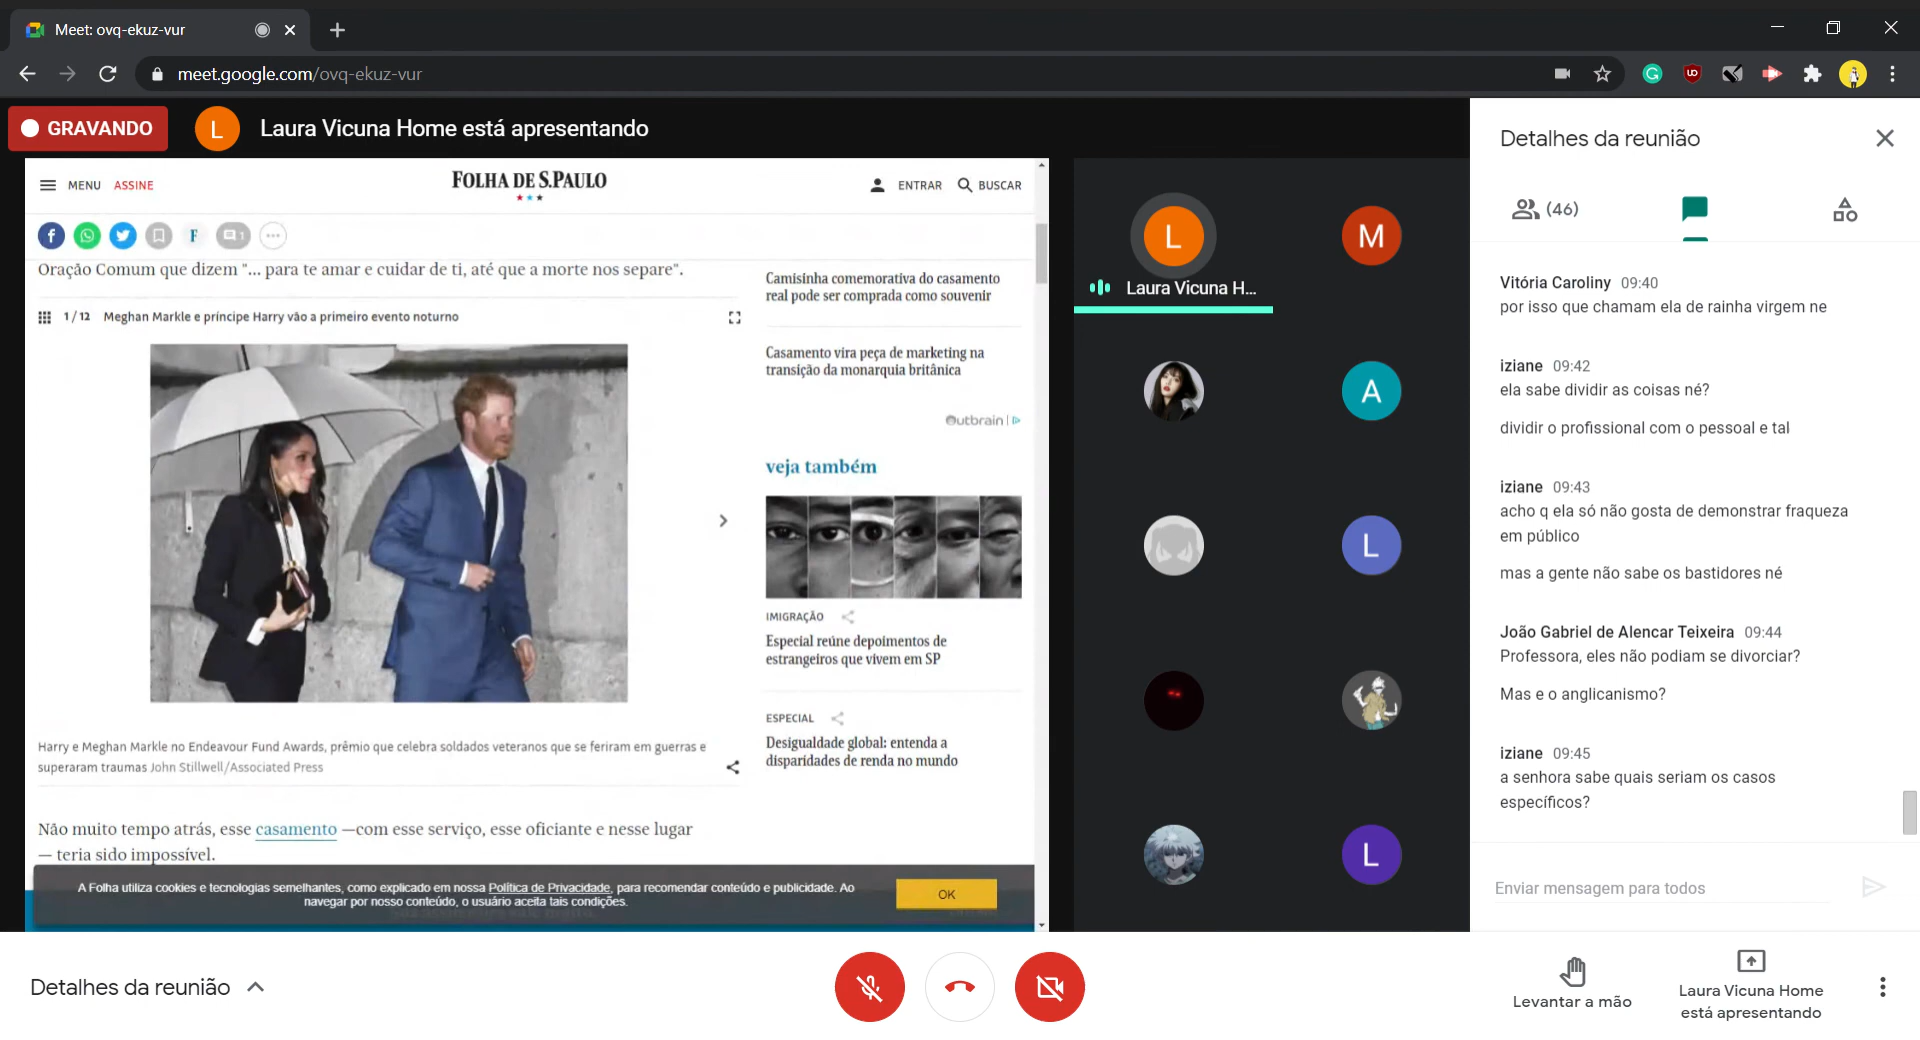 Meet: ovq-ekuz-vur
meet.google.com/ovq-ekuz-vur
GRAVANDO
L
Laura Vicuna Home está apresentando
MENU ASSINE
FOLHA DE S.PAULO
ENTRAR BUSCAR
F
1
Oração Comum que dizem "... para te amar e cuidar de ti, até que a morte nos separe".
1 / 12 Meghan Markle e príncipe Harry vão a primeiro evento noturno
Harry e Meghan Markle no Endeavour Fund Awards, prêmio que celebra soldados veteranos que se feriram em guerras e
superaram traumas John Stillwell/Associated Press
Não muito tempo atrás, esse casamento —com esse serviço, esse oficiante e nesse lugar
— teria sido impossível.
Camisinha comemorativa do casamento
real pode ser comprada como souvenir
Casamento vira peça de marketing na
transição da monarquia britânica
Outbrain
veja também
IMIGRAÇÃO
Especial reúne depoimentos de
estrangeiros que vivem em SP
ESPECIAL
Desigualdade global: entenda a
disparidades de renda no mundo
A Folha utiliza cookies e tecnologias semelhantes, como explicado em nossa Política de Privacidade, para recomendar conteúdo e publicidade. Ao
navegar por nosso conteúdo, o usuário aceita tais condições.
OK
L
M
Laura Vicuna H...
A
L
L
Detalhes da reunião
(46)
Vitória Caroliny 09:40
por isso que chamam ela de rainha virgem ne
iziane 09:42
ela sabe dividir as coisas né?
dividir o profissional com o pessoal e tal
iziane 09:43
acho q ela só não gosta de demonstrar fraqueza
em público
mas a gente não sabe os bastidores né
João Gabriel de Alencar Teixeira 09:44
Professora, eles não podiam se divorciar?
Mas e o anglicanismo?
iziane 09:45
a senhora sabe quais seriam os casos
específicos?
Enviar mensagem para todos
Detalhes da reunião
Levantar a mão
Laura Vicuna Home
está apresentando